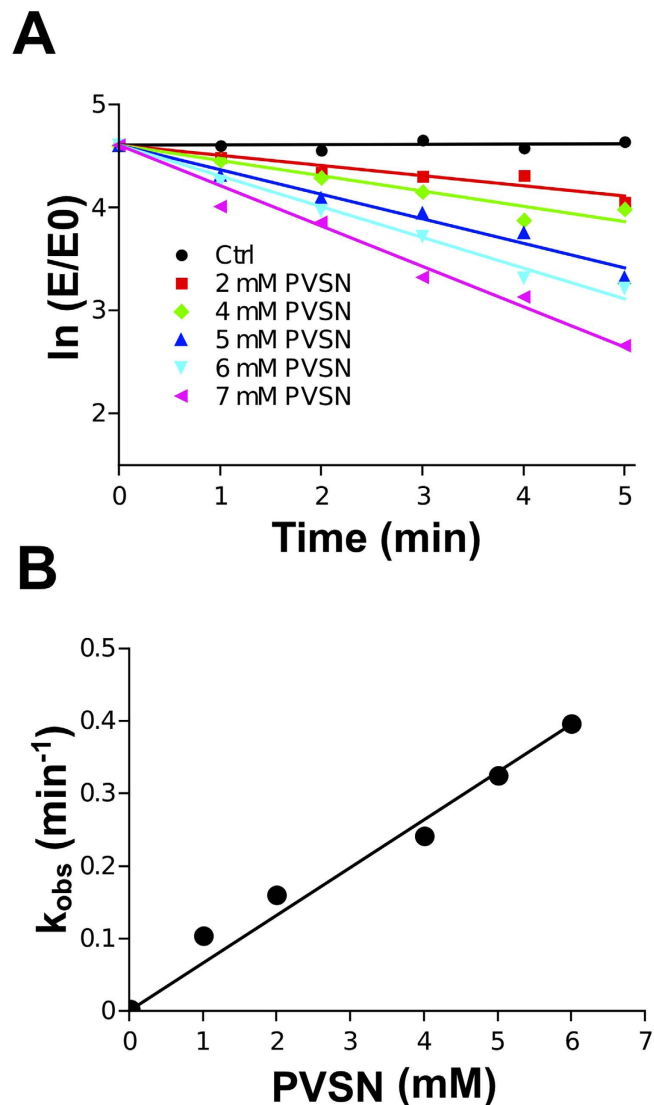 A
5
4
3
2
ln (E/E0)
Ctrl
2 mM PVSN
4 mM PVSN
5 mM PVSN
6 mM PVSN
7 mM PVSN
0 1 2 3 4 5
Time (min)
B
0.5
0.4
0.3
0.2
0.1
0
kobs (min-1)
0 1 2 3 4 5 6 7
PVSN (mM)